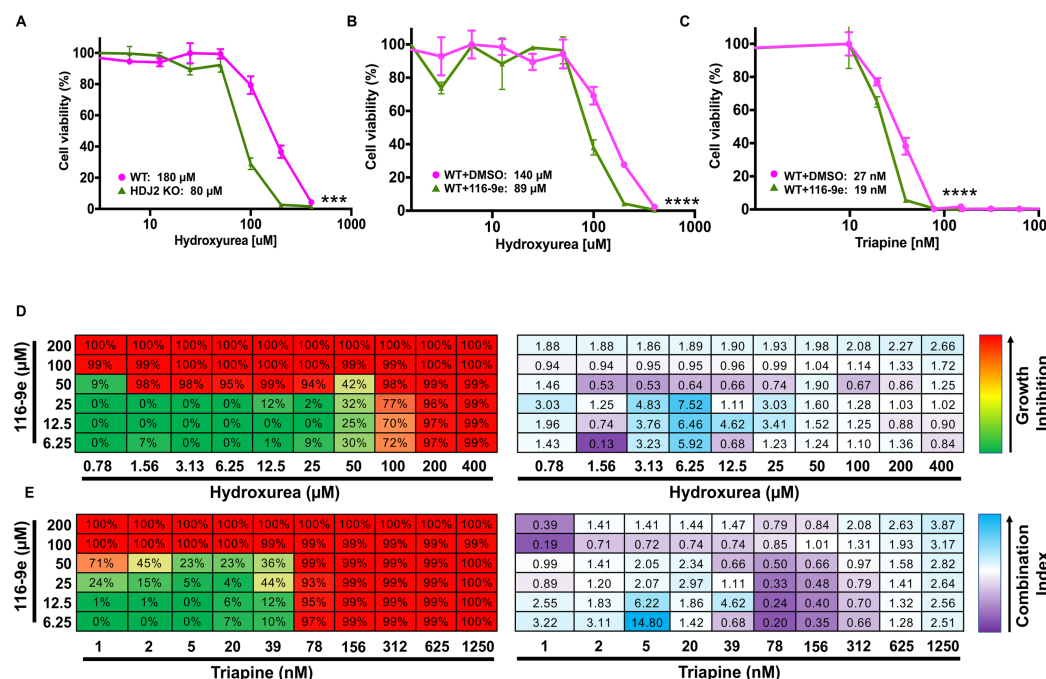 A
B
C
100
80
60
40
20
0
Cell viability (%)
WT: 180 µM
HDJ2 KO: 80 µM
***
10
100
1000
Hydroxyurea [uM]
100
80
60
40
20
0
Cell viability (%)
WT+DMSO: 140 µM
WT+116-9e: 89 µM
****
10
100
1000
Hydroxyurea [uM]
100
80
60
40
20
0
Cell viability (%)
WT+DMSO: 27 nM
WT+116-9e: 19 nM
****
10
100
100
Triapine [nM]
D
116-9e (µM)
200 100% 100% 100% 100% 100% 100% 100% 100% 100% 100%
100 99% 99% 100% 100% 100% 100% 99% 99% 100% 100%
50 9% 98% 98% 95% 99% 94% 42% 98% 99% 99%
25 0% 0% 0% 0% 12% 2% 32% 77% 96% 99%
12.5 0% 0% 0% 0% 0% 0% 25% 70% 97% 99%
6.25 0% 7% 0% 0% 1% 9% 30% 72% 97% 99%
0.78 1.56 3.13 6.25 12.5 25 50 100 200 400
Hydroxurea (µM)
1.88 1.88 1.86 1.89 1.90 1.93 1.98 2.08 2.27 2.66
0.94 0.94 0.95 0.95 0.96 0.99 1.04 1.14 1.33 1.72
1.46 0.53 0.53 0.64 0.66 0.74 1.90 0.67 0.86 1.25
3.03 1.25 4.83 7.52 1.11 3.03 1.60 1.28 1.03 1.02
1.96 0.74 3.76 6.46 4.62 3.41 1.52 1.25 0.88 0.90
1.43 0.13 3.23 5.92 0.68 1.23 1.24 1.10 1.36 0.84
0.78 1.56 3.13 6.25 12.5 25 50 100 200 400
Hydroxurea (µM)
Growth
Inhibition
E
116-9e (µM)
200 100% 100% 100% 100% 100% 100% 100% 100% 100% 100%
100 100% 100% 100% 100% 99% 99% 99% 99% 99% 100%
50 71% 45% 23% 23% 36% 99% 99% 99% 99% 100%
25 24% 15% 5% 4% 44% 93% 99% 99% 99% 100%
12.5 1% 1% 0% 6% 12% 95% 99% 99% 99% 100%
6.25 0% 0% 0% 7% 10% 97% 99% 99% 99% 100%
1 2 5 20 39 78 156 312 625 1250
Triapine (nM)
0.39 1.41 1.41 1.44 1.47 0.79 0.84 2.08 2.63 3.87
0.19 0.71 0.72 0.74 0.74 0.85 1.01 1.31 1.93 3.17
0.99 1.41 2.05 2.34 0.66 0.50 0.66 0.97 1.58 2.82
0.89 1.20 2.07 2.97 1.11 0.33 0.48 0.79 1.41 2.64
2.55 1.83 6.22 1.86 4.62 0.24 0.40 0.70 1.32 2.56
3.22 3.11 14.80 1.42 0.68 0.20 0.35 0.66 1.28 2.51
1 2 5 20 39 78 156 312 625 1250
Triapine (nM)
Combination
Index